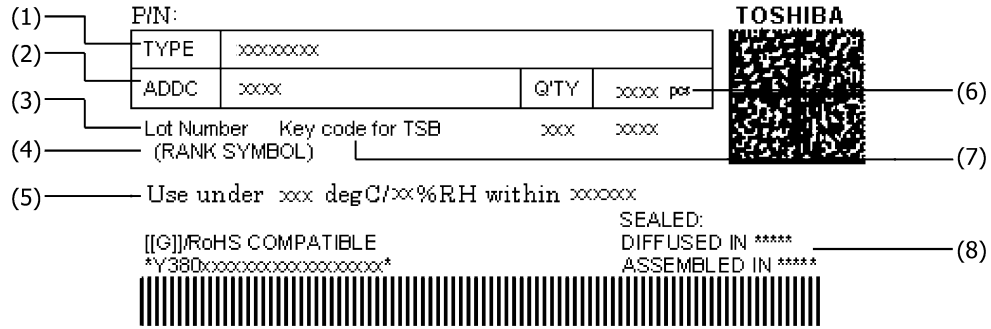 (1) P/N: TOSHIBA
TYPE xxxxxxxx
(2)
ADDC xxxx Q'TY xxxx pcs (6)
(3) Lot Number Key code for TSB xxx xxxx
(4) (RANK SYMBOL) (7)
(5) Use under xxx degC/xx%RH within xxxxxx
SEALED:
[[G]]/RoHS COMPATIBLE DIFFUSED IN ***** (8)
*Y380xxxxxxxxxxxxxxxxx* ASSEMBLED IN *****